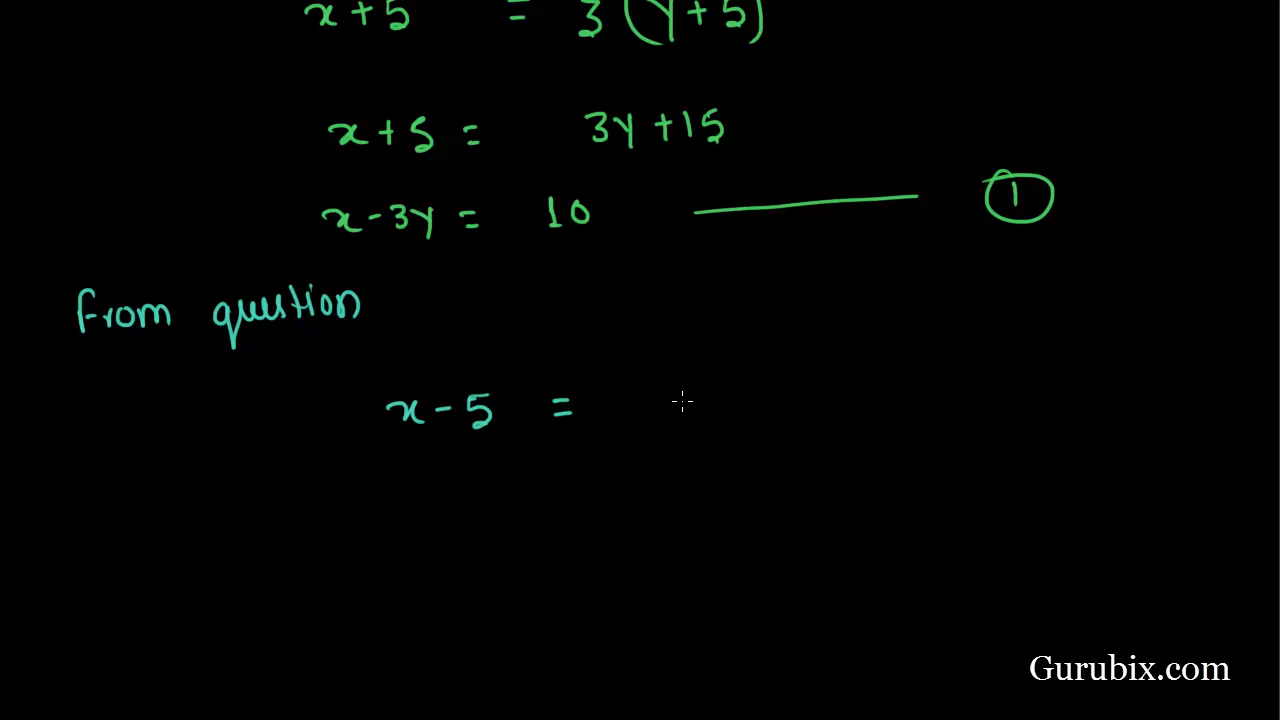 x + 5 = 3 (y + 5)
x + 5 = 3y + 15
x - 3y = 10 ——— 1
From question
x - 5 =
Gurubix.com